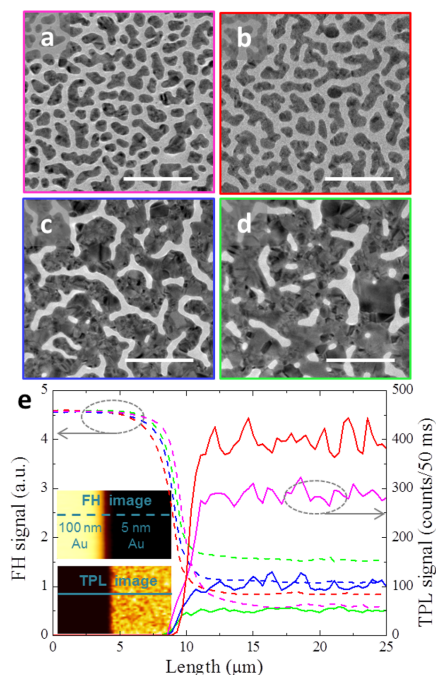 a
b
c
d
e
5
4
3
2
1
0
FH signal (a.u.)
500
400
300
200
100
0
TPL signal (counts/50 ms)
FH image
100 nm 5 nm
Au Au
TPL image
0 5 10 15 20 25
Length (μm)